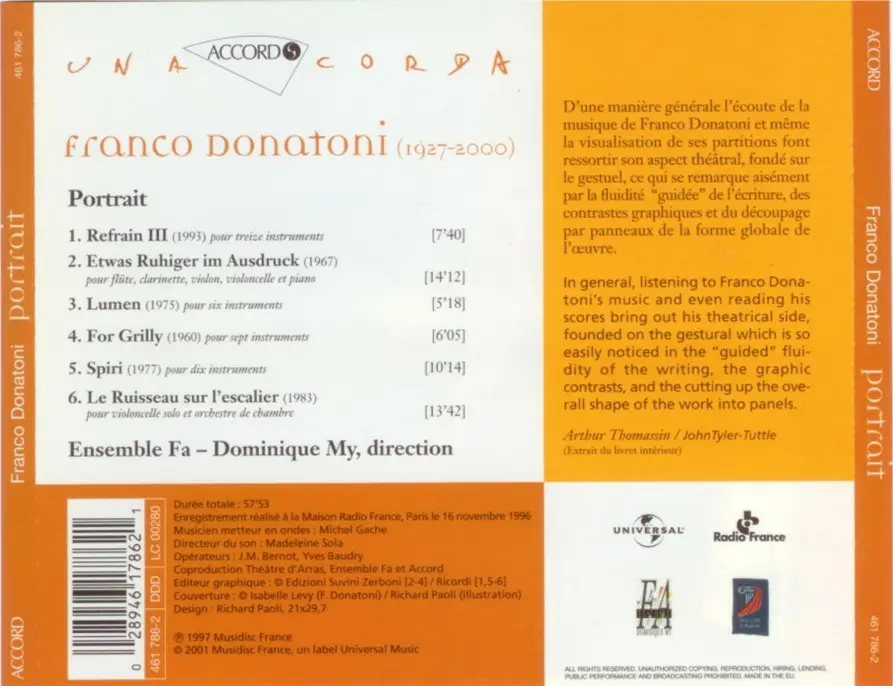 461 786-2
Franco Donatoni portrait
ACCORD
UNA CORDA
ACCORD
Franco Donatoni (1927-2000)
Portrait
1. Refrain III (1993) pour treize instruments [7'40]
2. Etwas Ruhiger im Ausdruck (1967)
pour flûte, clarinette, violon, violoncelle et piano [14'12]
3. Lumen (1975) pour six instruments [5'18]
4. For Grilly (1960) pour sept instruments [6'05]
5. Spiri (1977) pour dix instruments [10'14]
6. Le Ruisseau sur l'escalier (1983)
pour violoncelle solo et orchestre de chambre [13'42]
Ensemble Fa – Dominique My, direction
D'une manière générale l'écoute de la
musique de Franco Donatoni et même
la visualisation de ses partitions font
ressortir son aspect théâtral, fondé sur
le gestuel, ce qui se remarque aisément
par la fluidité "guidée" de l'écriture, des
contrastes graphiques et du découpage
par panneaux de la forme globale de
l'œuvre.
In general, listening to Franco Dona-
toni's music and even reading his
scores bring out his theatrical side,
founded on the gestural which is so
easily noticed in the "guided" flui-
dity of the writing, the graphic
contrasts, and the cutting up the ove-
rall shape of the work into panels.
Arthur Thomassin / JohnTyler-Tuttle
(Extrait du livret intérieur)
0 28946 17862 1
461 786-2 DDD LC 00280
Durée totale : 57'53
Enregistrement réalisé à la Maison Radio France, Paris le 16 novembre 1996
Musicien metteur en ondes : Michel Gache
Directeur du son : Madeleine Sola
Opérateurs : J.M. Bernot, Yves Baudry
Coproduction Théâtre d'Arras, Ensemble Fa et Accord
Editeur graphique : © Edizioni Suvini Zerboni [2-4] / Ricordi [1,5-6]
Couverture : © Isabelle Levy (F. Donatoni) / Richard Paoli (illustration)
Design : Richard Paoli, 21x29,7
℗ 1997 Musidisc France
© 2001 Musidisc France, un label Universal Music
UNIVERSAL
Radio France
FA
DOMINIQUE MY
ALL RIGHTS RESERVED. UNAUTHORIZED COPYING, REPRODUCTION, HIRING, LENDING,
PUBLIC PERFORMANCE AND BROADCASTING PROHIBITED. MADE IN THE EU.
ACCORD
Franco Donatoni portrait
461 786-2